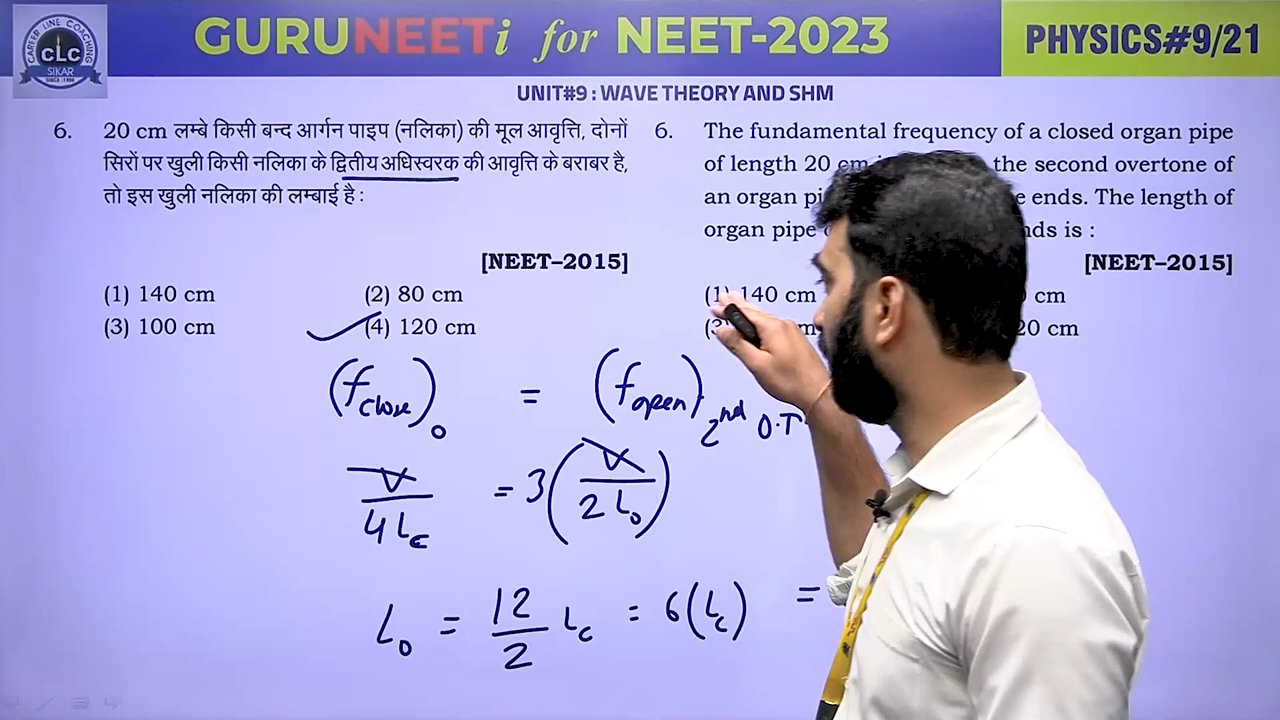 CAREER LINE COACHING
CLC
SIKAR
SINCE : 1996
GURUNEETi for NEET-2023
PHYSICS#9/21
UNIT#9 : WAVE THEORY AND SHM
6. 20 cm लम्बे किसी बन्द आर्गन पाइप (नलिका) की मूल आवृत्ति, दोनों
सिरों पर खुली किसी नलिका के द्वितीय अधिस्वरक की आवृत्ति के बराबर है,
तो इस खुली नलिका की लम्बाई है :
[NEET–2015]
(1) 140 cm (2) 80 cm
(3) 100 cm (4) 120 cm
6. The fundamental frequency of a closed organ pipe
of length 20 cm the second overtone of
an organ ends. The length of
organ pipe is :
[NEET–2015]
(1) 140 cm cm
cm
(f close)₀ = (f open) 2nd O.T
V/4Lc = 3(V/2L₀)
L₀ = 12/2 Lc = 6(Lc) =